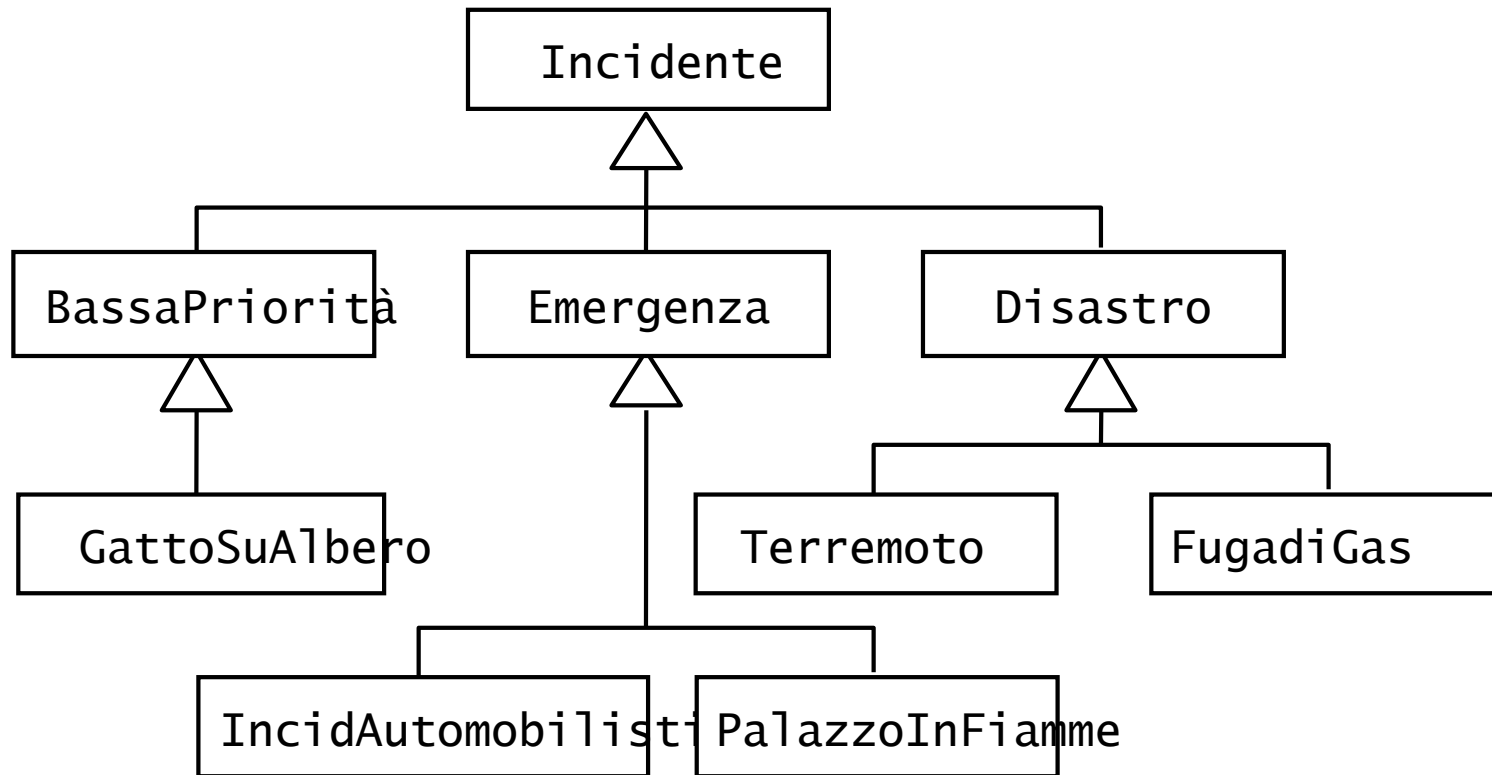 Incidente
BassaPriorità
Emergenza
Disastro
GattoSuAlbero
Terremoto
FugadiGas
IncidAutomobilisti
PalazzoInFiamme